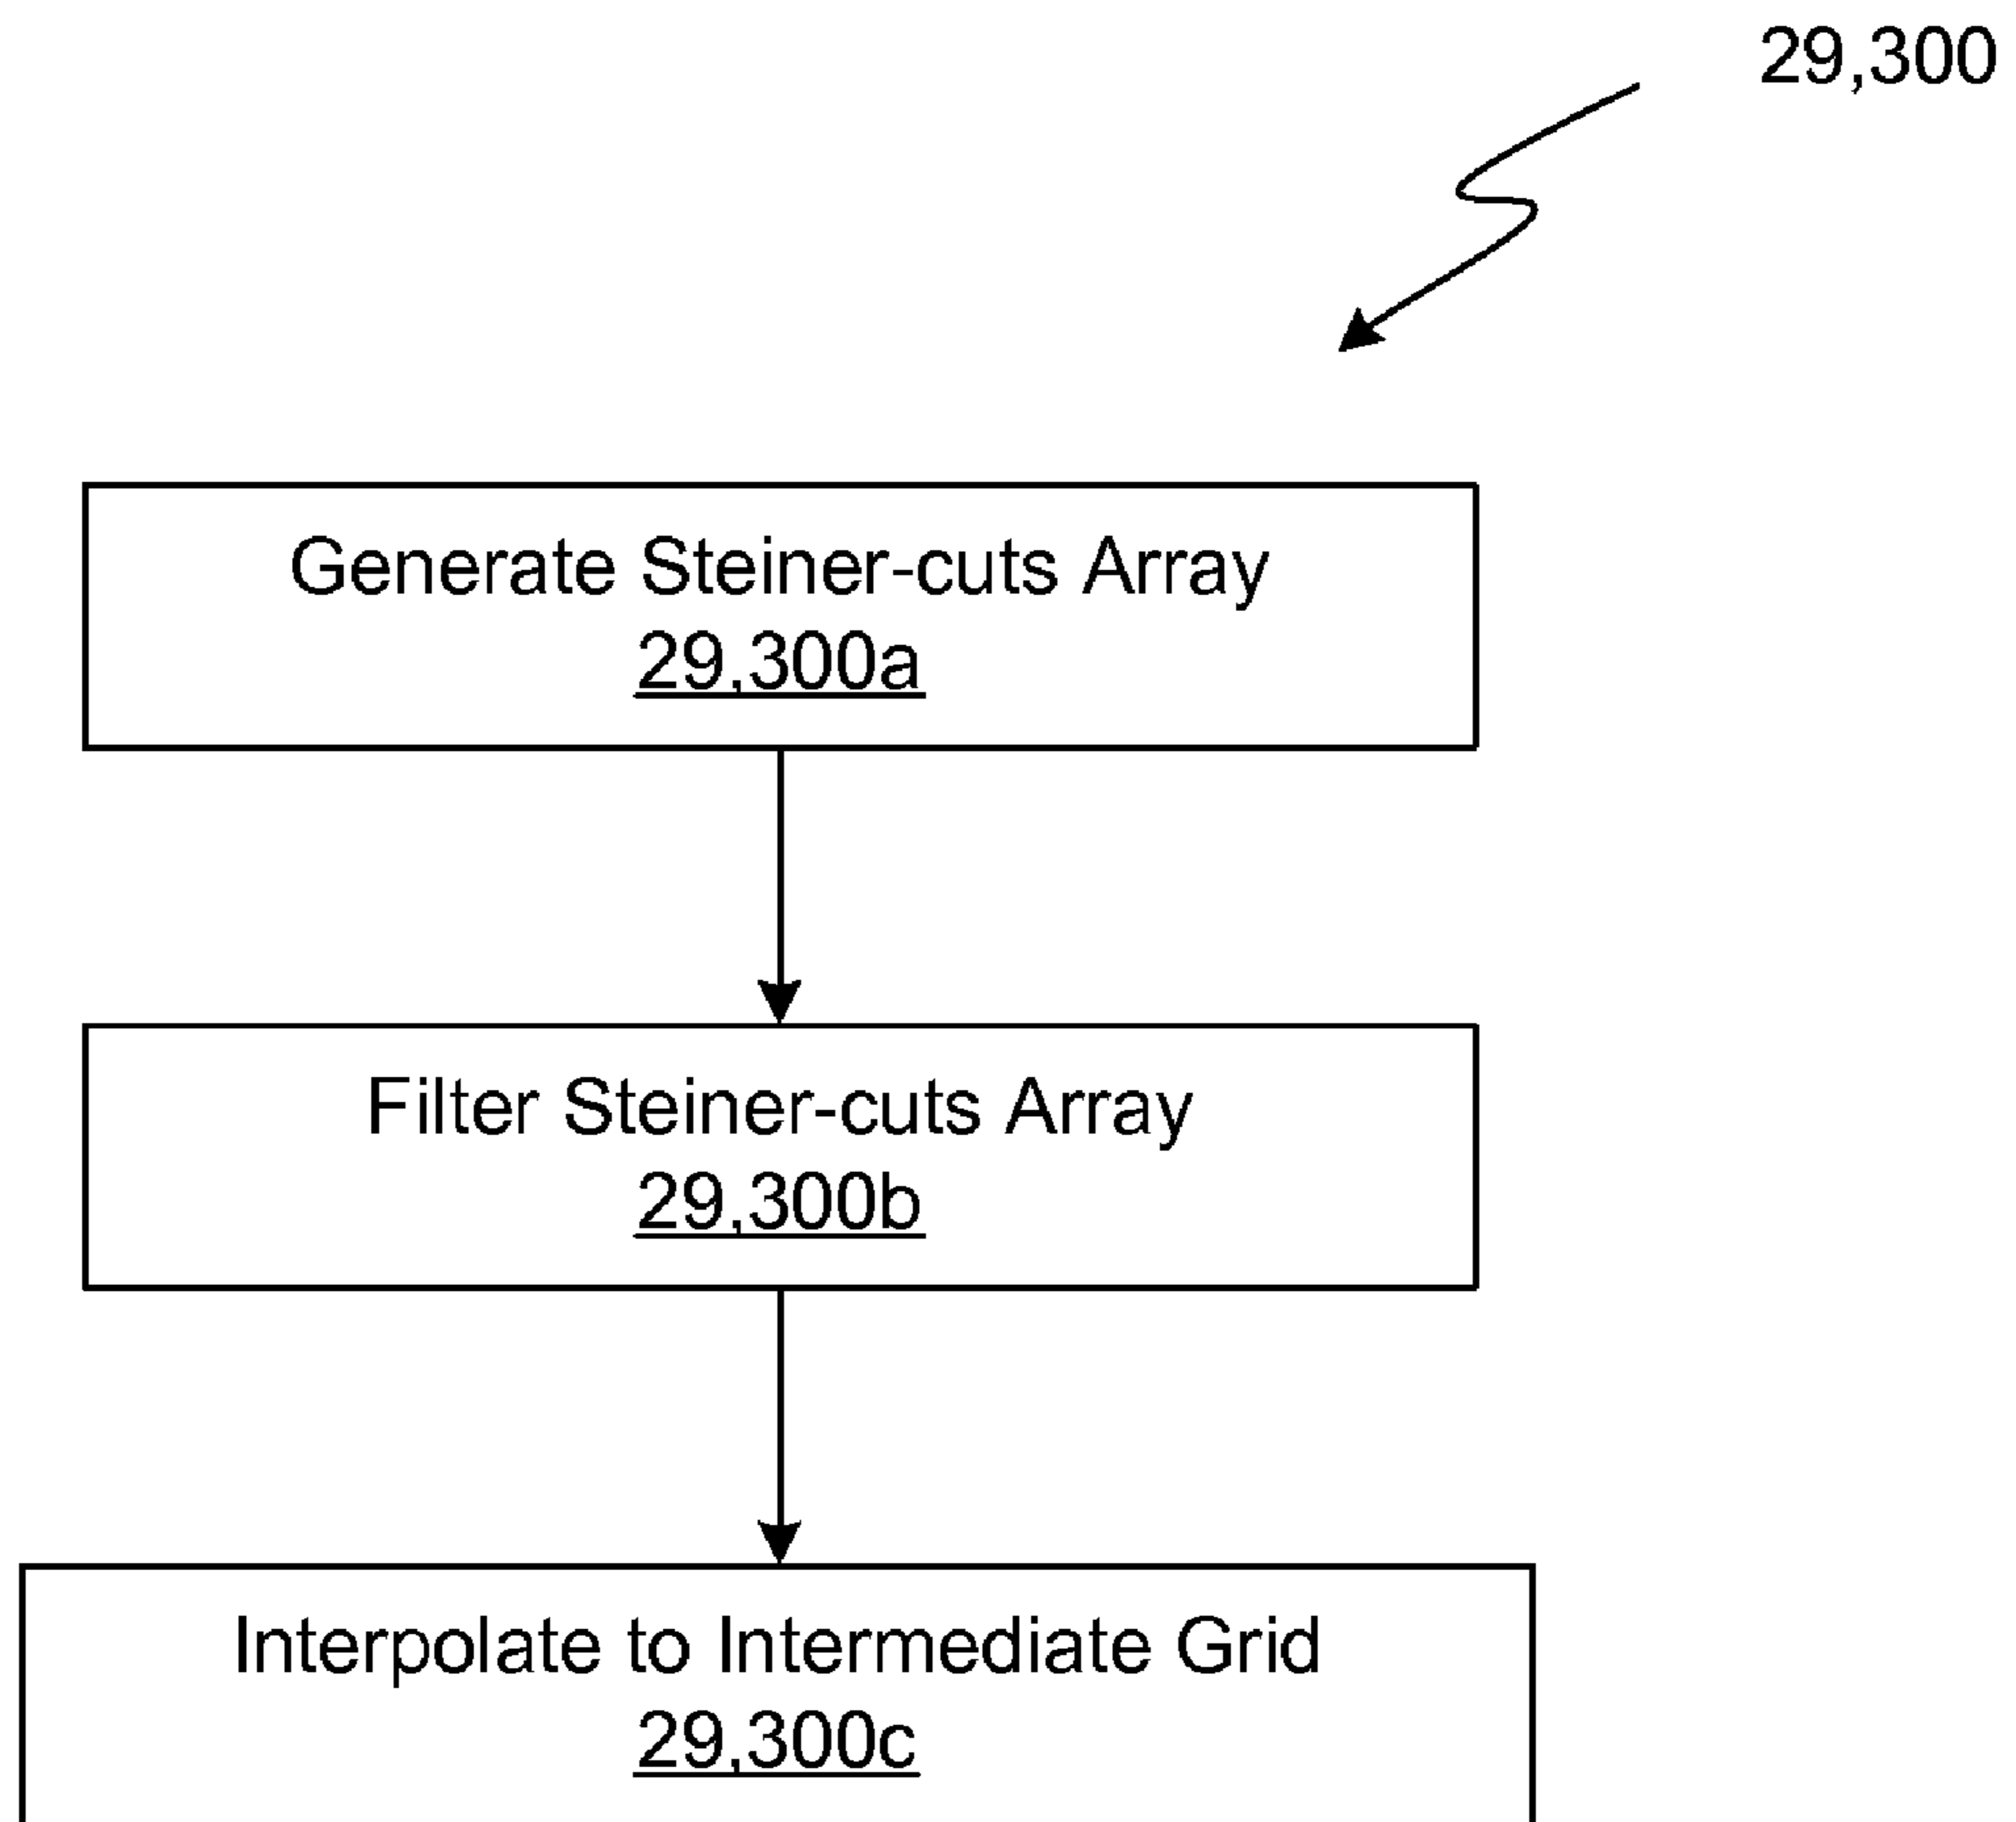 29,300
Generate Steiner-cuts Array
29,300a
Filter Steiner-cuts Array
29,300b
Interpolate to Intermediate Grid
29,300c